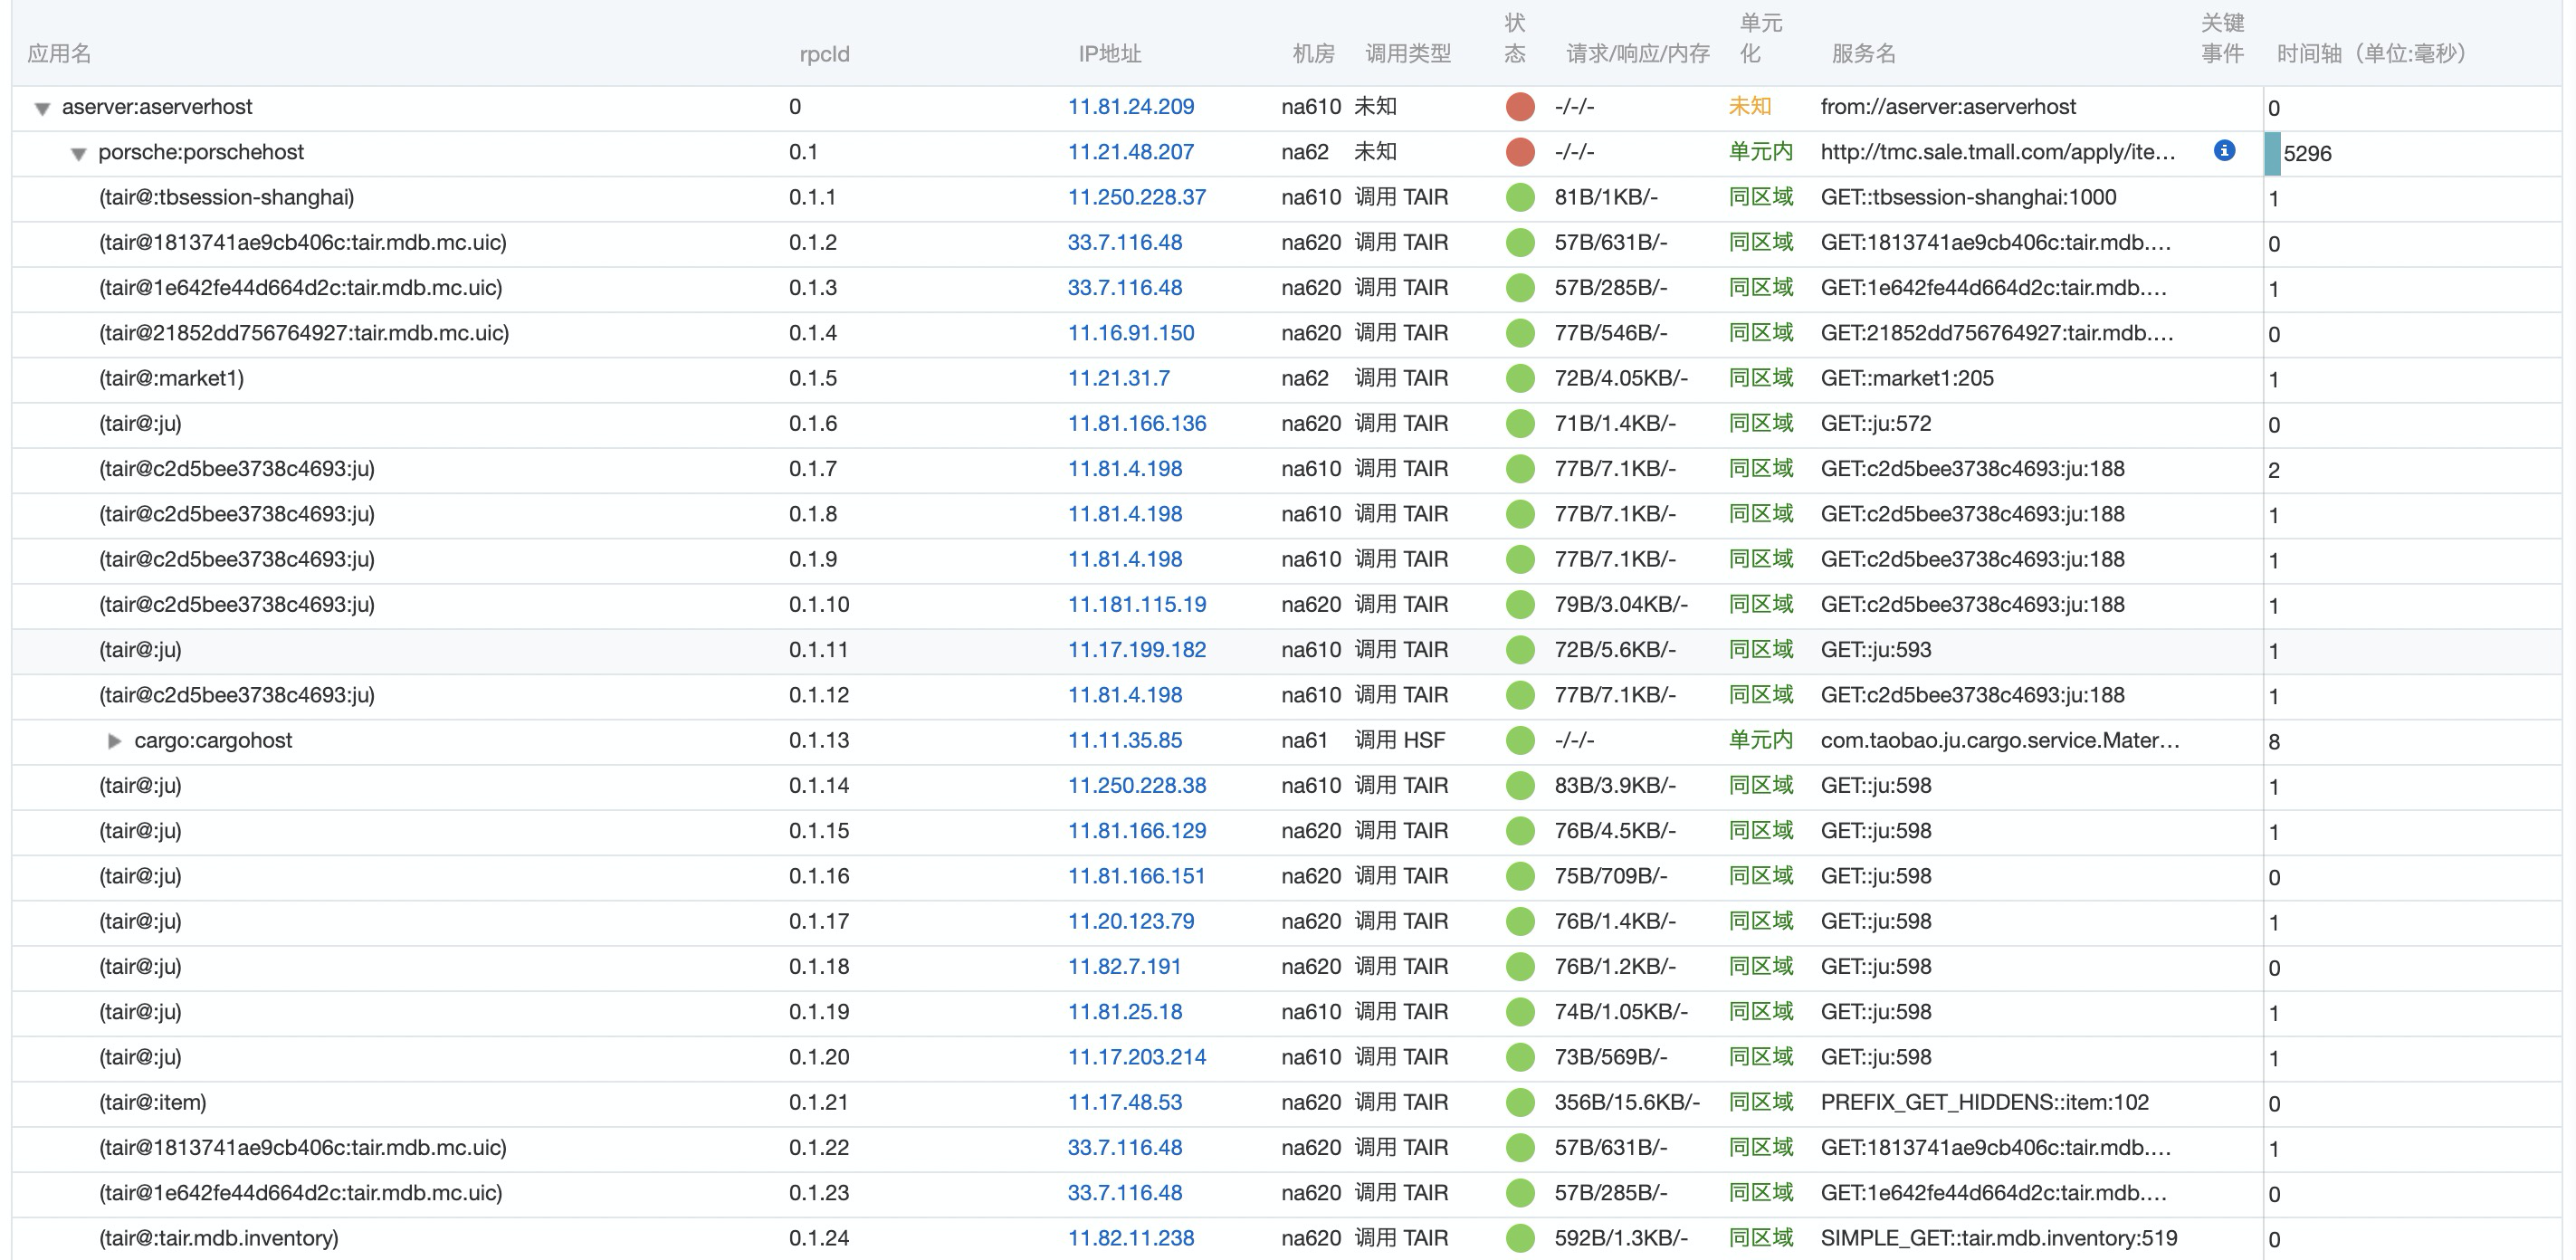 应用名 rpcId IP地址 机房 调用类型 状态 请求/响应/内存 单元化 服务名 关键事件 时间轴（单位:毫秒）
aserver:aserverhost 0 11.81.24.209 na610 未知 -/-/- 未知 from://aserver:aserverhost 0
porsche:porschehost 0.1 11.21.48.207 na62 未知 -/-/- 单元内 http://tmc.sale.tmall.com/apply/ite... 5296
(tair@:tbsession-shanghai) 0.1.1 11.250.228.37 na610 调用 TAIR 81B/1KB/- 同区域 GET::tbsession-shanghai:1000 1
(tair@1813741ae9cb406c:tair.mdb.mc.uic) 0.1.2 33.7.116.48 na620 调用 TAIR 57B/631B/- 同区域 GET:1813741ae9cb406c:tair.mdb.... 0
(tair@1e642fe44d664d2c:tair.mdb.mc.uic) 0.1.3 33.7.116.48 na620 调用 TAIR 57B/285B/- 同区域 GET:1e642fe44d664d2c:tair.mdb.... 1
(tair@21852dd756764927:tair.mdb.mc.uic) 0.1.4 11.16.91.150 na620 调用 TAIR 77B/546B/- 同区域 GET:21852dd756764927:tair.mdb.... 0
(tair@:market1) 0.1.5 11.21.31.7 na62 调用 TAIR 72B/4.05KB/- 同区域 GET::market1:205 1
(tair@:ju) 0.1.6 11.81.166.136 na620 调用 TAIR 71B/1.4KB/- 同区域 GET::ju:572 0
(tair@c2d5bee3738c4693:ju) 0.1.7 11.81.4.198 na610 调用 TAIR 77B/7.1KB/- 同区域 GET:c2d5bee3738c4693:ju:188 2
(tair@c2d5bee3738c4693:ju) 0.1.8 11.81.4.198 na610 调用 TAIR 77B/7.1KB/- 同区域 GET:c2d5bee3738c4693:ju:188 1
(tair@c2d5bee3738c4693:ju) 0.1.9 11.81.4.198 na610 调用 TAIR 77B/7.1KB/- 同区域 GET:c2d5bee3738c4693:ju:188 1
(tair@c2d5bee3738c4693:ju) 0.1.10 11.181.115.19 na620 调用 TAIR 79B/3.04KB/- 同区域 GET:c2d5bee3738c4693:ju:188 1
(tair@:ju) 0.1.11 11.17.199.182 na610 调用 TAIR 72B/5.6KB/- 同区域 GET::ju:593 1
(tair@c2d5bee3738c4693:ju) 0.1.12 11.81.4.198 na610 调用 TAIR 77B/7.1KB/- 同区域 GET:c2d5bee3738c4693:ju:188 1
cargo:cargohost 0.1.13 11.11.35.85 na61 调用 HSF -/-/- 单元内 com.taobao.ju.cargo.service.Mater... 8
(tair@:ju) 0.1.14 11.250.228.38 na610 调用 TAIR 83B/3.9KB/- 同区域 GET::ju:598 1
(tair@:ju) 0.1.15 11.81.166.129 na620 调用 TAIR 76B/4.5KB/- 同区域 GET::ju:598 1
(tair@:ju) 0.1.16 11.81.166.151 na620 调用 TAIR 75B/709B/- 同区域 GET::ju:598 0
(tair@:ju) 0.1.17 11.20.123.79 na620 调用 TAIR 76B/1.4KB/- 同区域 GET::ju:598 1
(tair@:ju) 0.1.18 11.82.7.191 na620 调用 TAIR 76B/1.2KB/- 同区域 GET::ju:598 0
(tair@:ju) 0.1.19 11.81.25.18 na610 调用 TAIR 74B/1.05KB/- 同区域 GET::ju:598 1
(tair@:ju) 0.1.20 11.17.203.214 na610 调用 TAIR 73B/569B/- 同区域 GET::ju:598 1
(tair@:item) 0.1.21 11.17.48.53 na620 调用 TAIR 356B/15.6KB/- 同区域 PREFIX_GET_HIDDENS::item:102 0
(tair@1813741ae9cb406c:tair.mdb.mc.uic) 0.1.22 33.7.116.48 na620 调用 TAIR 57B/631B/- 同区域 GET:1813741ae9cb406c:tair.mdb.... 1
(tair@1e642fe44d664d2c:tair.mdb.mc.uic) 0.1.23 33.7.116.48 na620 调用 TAIR 57B/285B/- 同区域 GET:1e642fe44d664d2c:tair.mdb.... 0
(tair@:tair.mdb.inventory) 0.1.24 11.82.11.238 na620 调用 TAIR 592B/1.3KB/- 同区域 SIMPLE_GET::tair.mdb.inventory:519 0